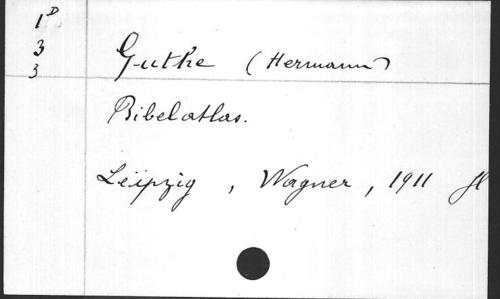 1D
3
3
Guthe (Hermann)
Bibelatlas.
Leipzig, Wagner, 1911